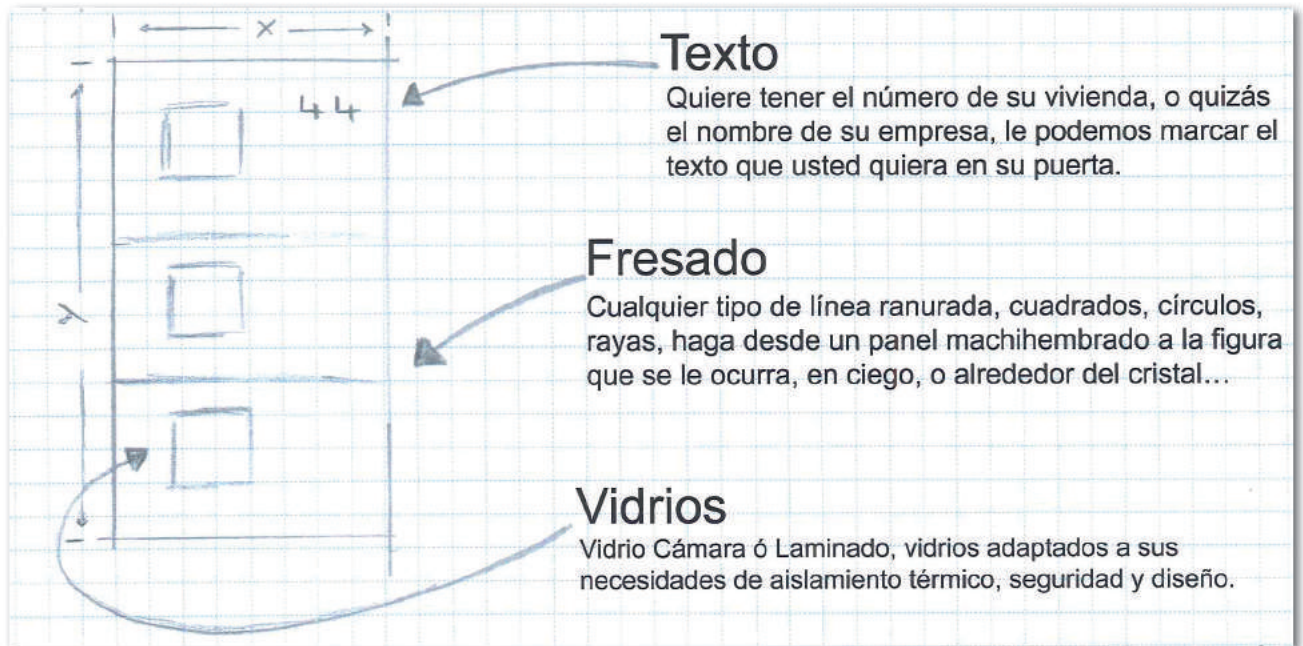 X
44
Y
Texto
Quiere tener el número de su vivienda, o quizás
el nombre de su empresa, le podemos marcar el
texto que usted quiera en su puerta.
Fresado
Cualquier tipo de línea ranurada, cuadrados, círculos,
rayas, haga desde un panel machihembrado a la figura
que se le ocurra, en ciego, o alrededor del cristal...
Vidrios
Vidrio Cámara ó Laminado, vidrios adaptados a sus
necesidades de aislamiento térmico, seguridad y diseño.